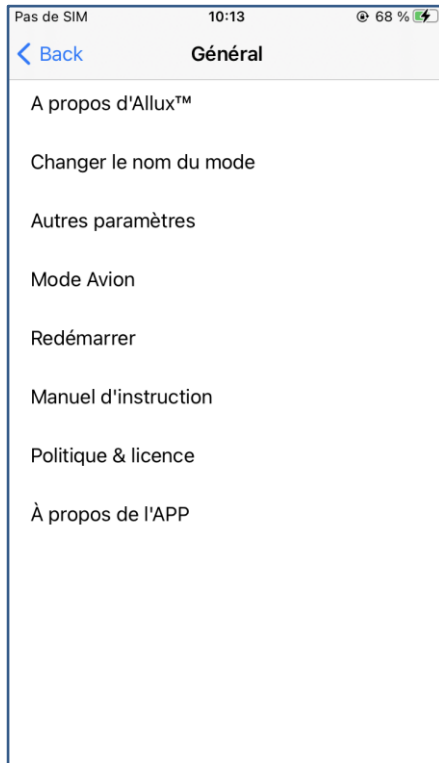 Pas de SIM 10:13 68 %
Back Général
A propos d'Allux™
Changer le nom du mode
Autres paramètres
Mode Avion
Redémarrer
Manuel d'instruction
Politique & licence
À propos de l'APP